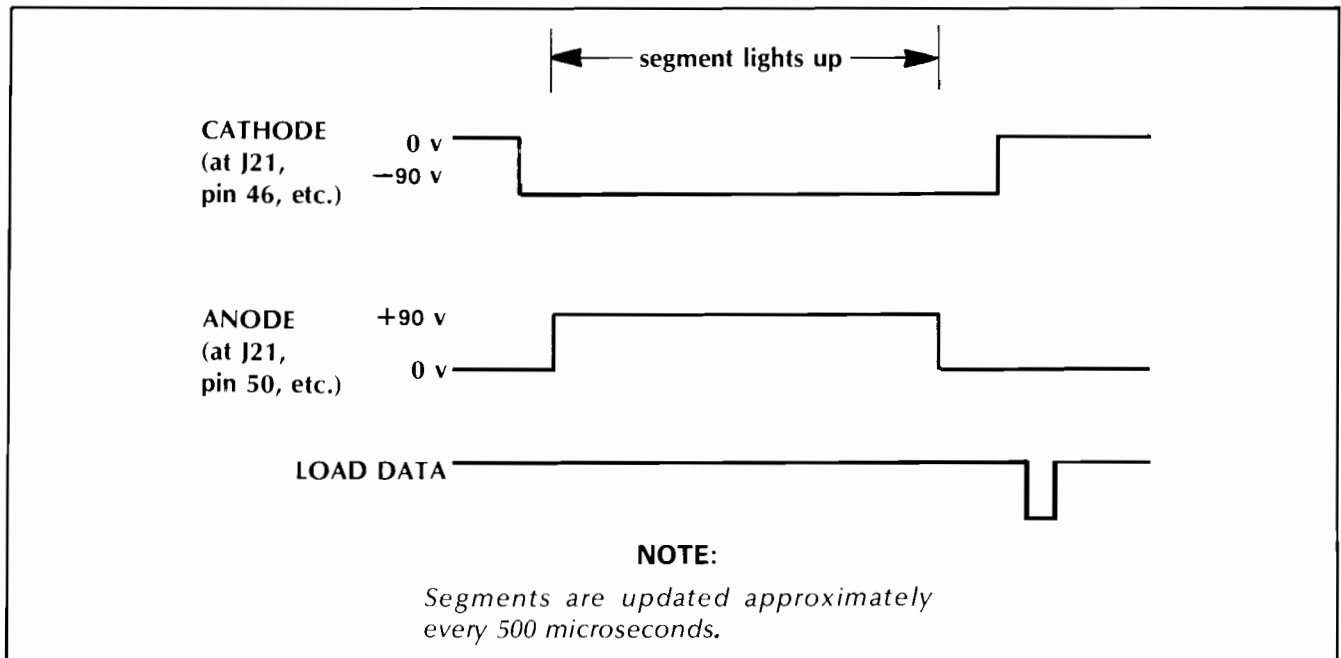 segment lights up
CATHODE 0 v
(at J21, −90 v
pin 46, etc.)
ANODE +90 v
(at J21,
pin 50, etc.) 0 v
LOAD DATA
NOTE:
Segments are updated approximately
every 500 microseconds.